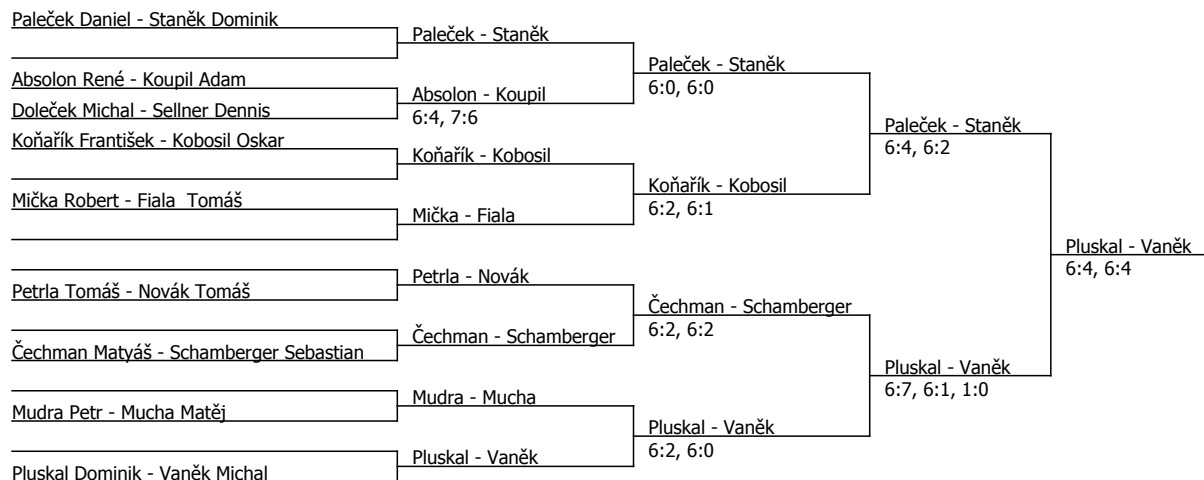 Paleček Daniel - Staněk Dominik
Absolon René - Koupil Adam
Doleček Michal - Sellner Dennis
Koňařík František - Kobosil Oskar
Mička Robert - Fiala  Tomáš
Petrla Tomáš - Novák Tomáš
Čechman Matyáš - Schamberger Sebastian
Mudra Petr - Mucha Matěj
Pluskal Dominik - Vaněk Michal
Paleček - Staněk
Absolon - Koupil
6:4, 7:6
Koňařík - Kobosil
Mička - Fiala
Petrla - Novák
Čechman - Schamberger
Mudra - Mucha
Pluskal - Vaněk
Paleček - Staněk
6:0, 6:0
Koňařík - Kobosil
6:2, 6:1
Čechman - Schamberger
6:2, 6:2
Pluskal - Vaněk
6:2, 6:0
Paleček - Staněk
6:4, 6:2
Pluskal - Vaněk
6:7, 6:1, 1:0
Pluskal - Vaněk
6:4, 6:4